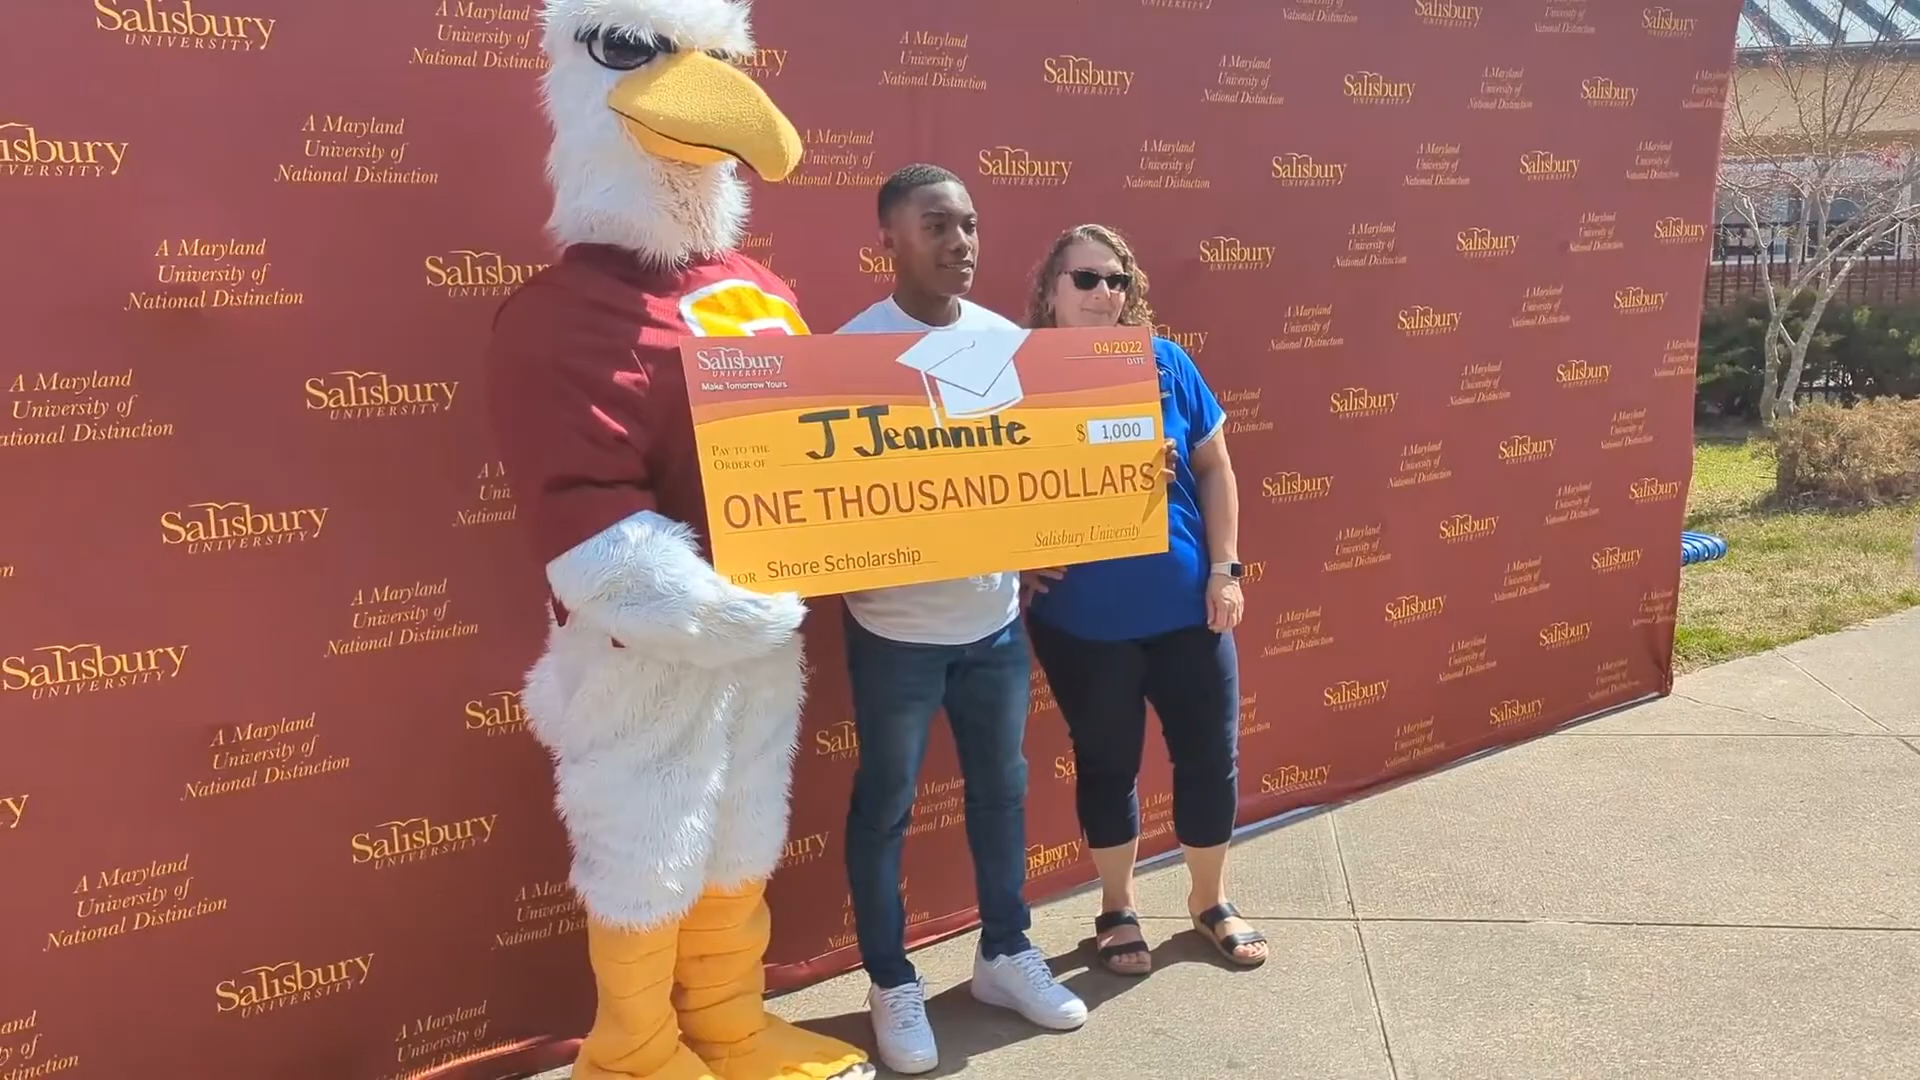 Salisbury
UNIVERSITY
A Maryland
University of
National Distinction
Salisbury
UNIVERSITY
Make Tomorrow Yours
04/2022
DATE
PAY TO THE
ORDER OF
J Jeannite
$ 1,000
ONE THOUSAND DOLLARS
FOR Shore Scholarship
Salisbury University